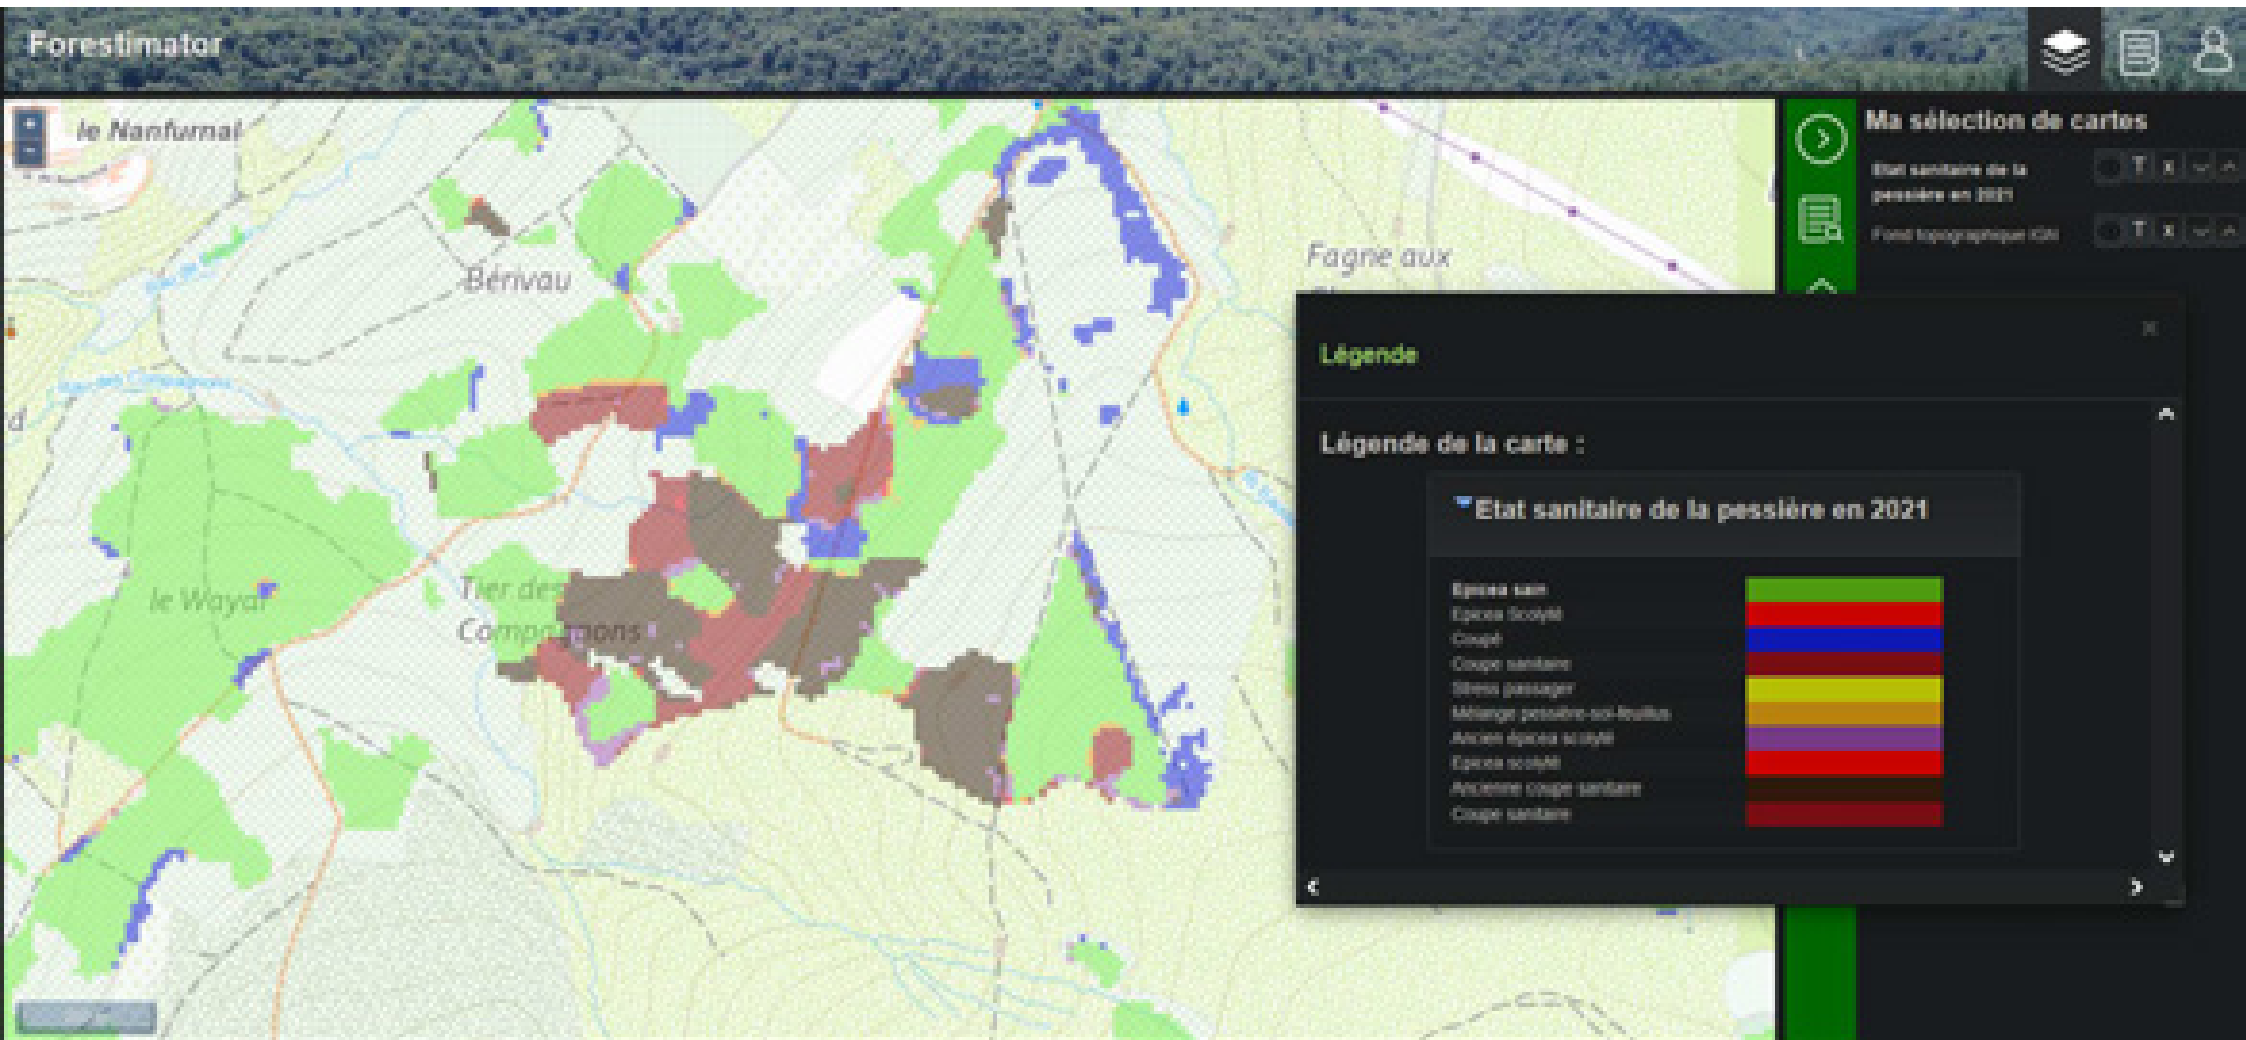 Forestimator
le Nanfurnal
Ma sélection de cartes
Etat sanitaire de la
pessière en 2021
T x
Fond topographique IGN
T x
Bérivau
Fagne aux
Légende
Légende de la carte :
Etat sanitaire de la pessière en 2021
d
le Wayai
Tier des
Compagnons
Epicea sain
Epicea Scolyté
Coupé
Coupe sanitaire
Stress passager
Mélange pessière-soi-feuillus
Ancien épicea scolyté
Epicea scolyté
Ancienne coupe sanitaire
Coupe sanitaire